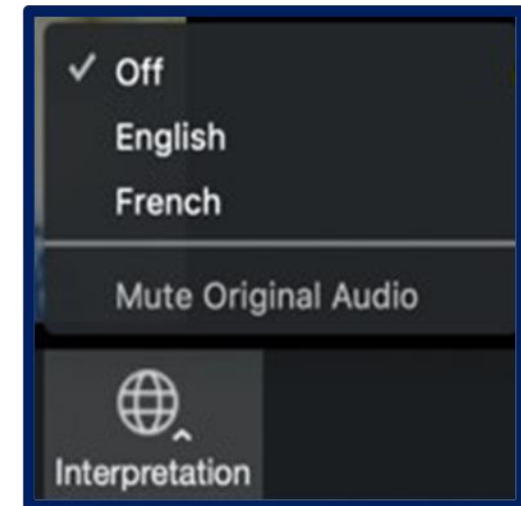 ✓ Off
English
French
Mute Original Audio
Interpretation